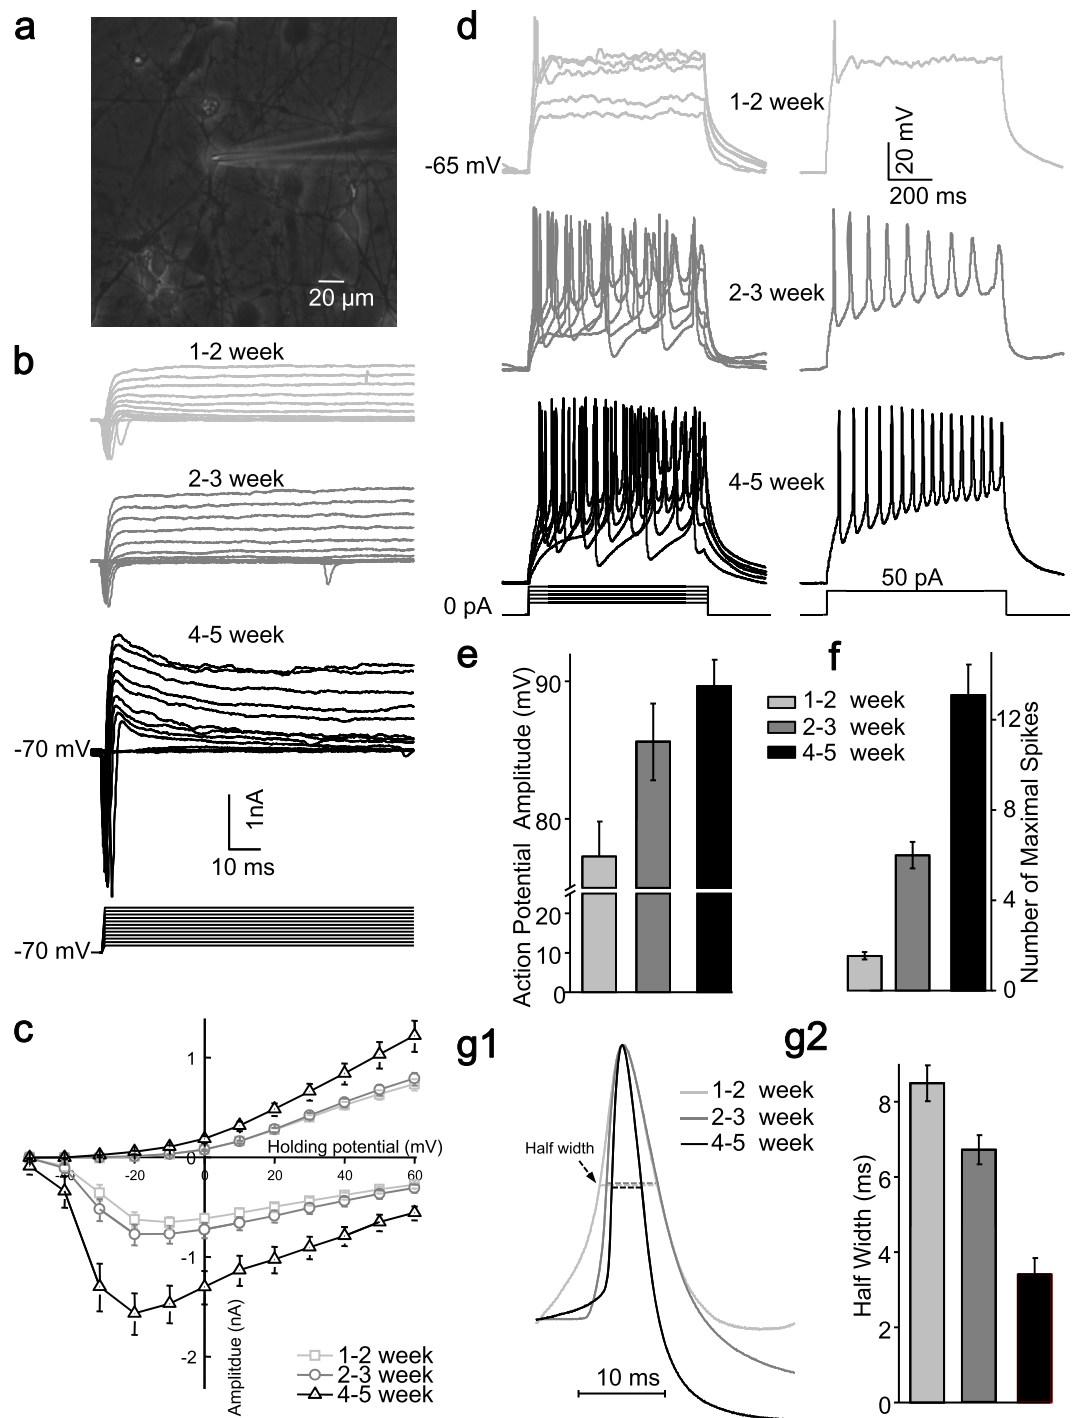 a
20 µm
b
1-2 week
2-3 week
4-5 week
-70 mV
1nA
10 ms
-70 mV
c
1
0
-1
-2
Holding potential (mV)
0
20
40
60
Amplitdue (nA)
1-2 week
2-3 week
4-5 week
d
1-2 week
-65 mV
20 mV
200 ms
2-3 week
4-5 week
50 pA
0 pA
e
Action Potential Amplitude (mV)
90
80
20
10
0
f
1-2 week
2-3 week
4-5 week
Number of Maximal Spikes
12
8
4
0
g1
1-2 week
2-3 week
4-5 week
Half width
10 ms
g2
Half Width (ms)
8
6
4
2
0